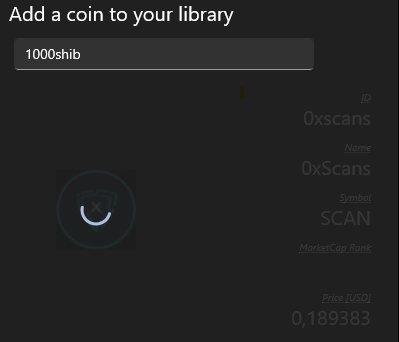 Add a coin to your library
1000shib
ID
0xscans
Name
0xScans
Symbol
SCAN
MarketCap Rank
Price [USD]
0,189383